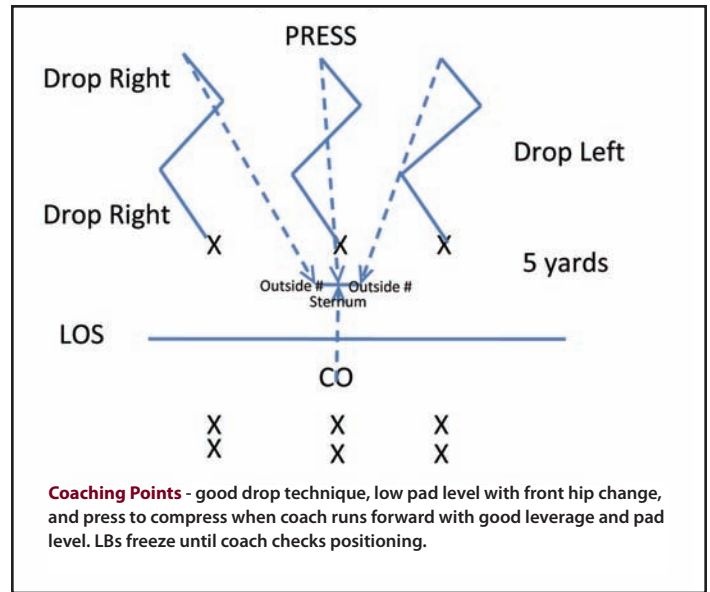 PRESS
Drop Right
Drop Left
Drop Right
X X X
5 yards
Outside # Outside #
Sternum
LOS
CO
X X X
X X X
Coaching Points - good drop technique, low pad level with front hip change,
and press to compress when coach runs forward with good leverage and pad
level. LBs freeze until coach checks positioning.